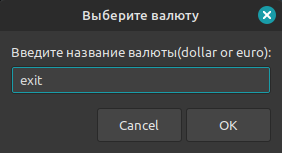 Выберите валюту
Введите название валюты(dollar or euro):
exit
Cancel
OK